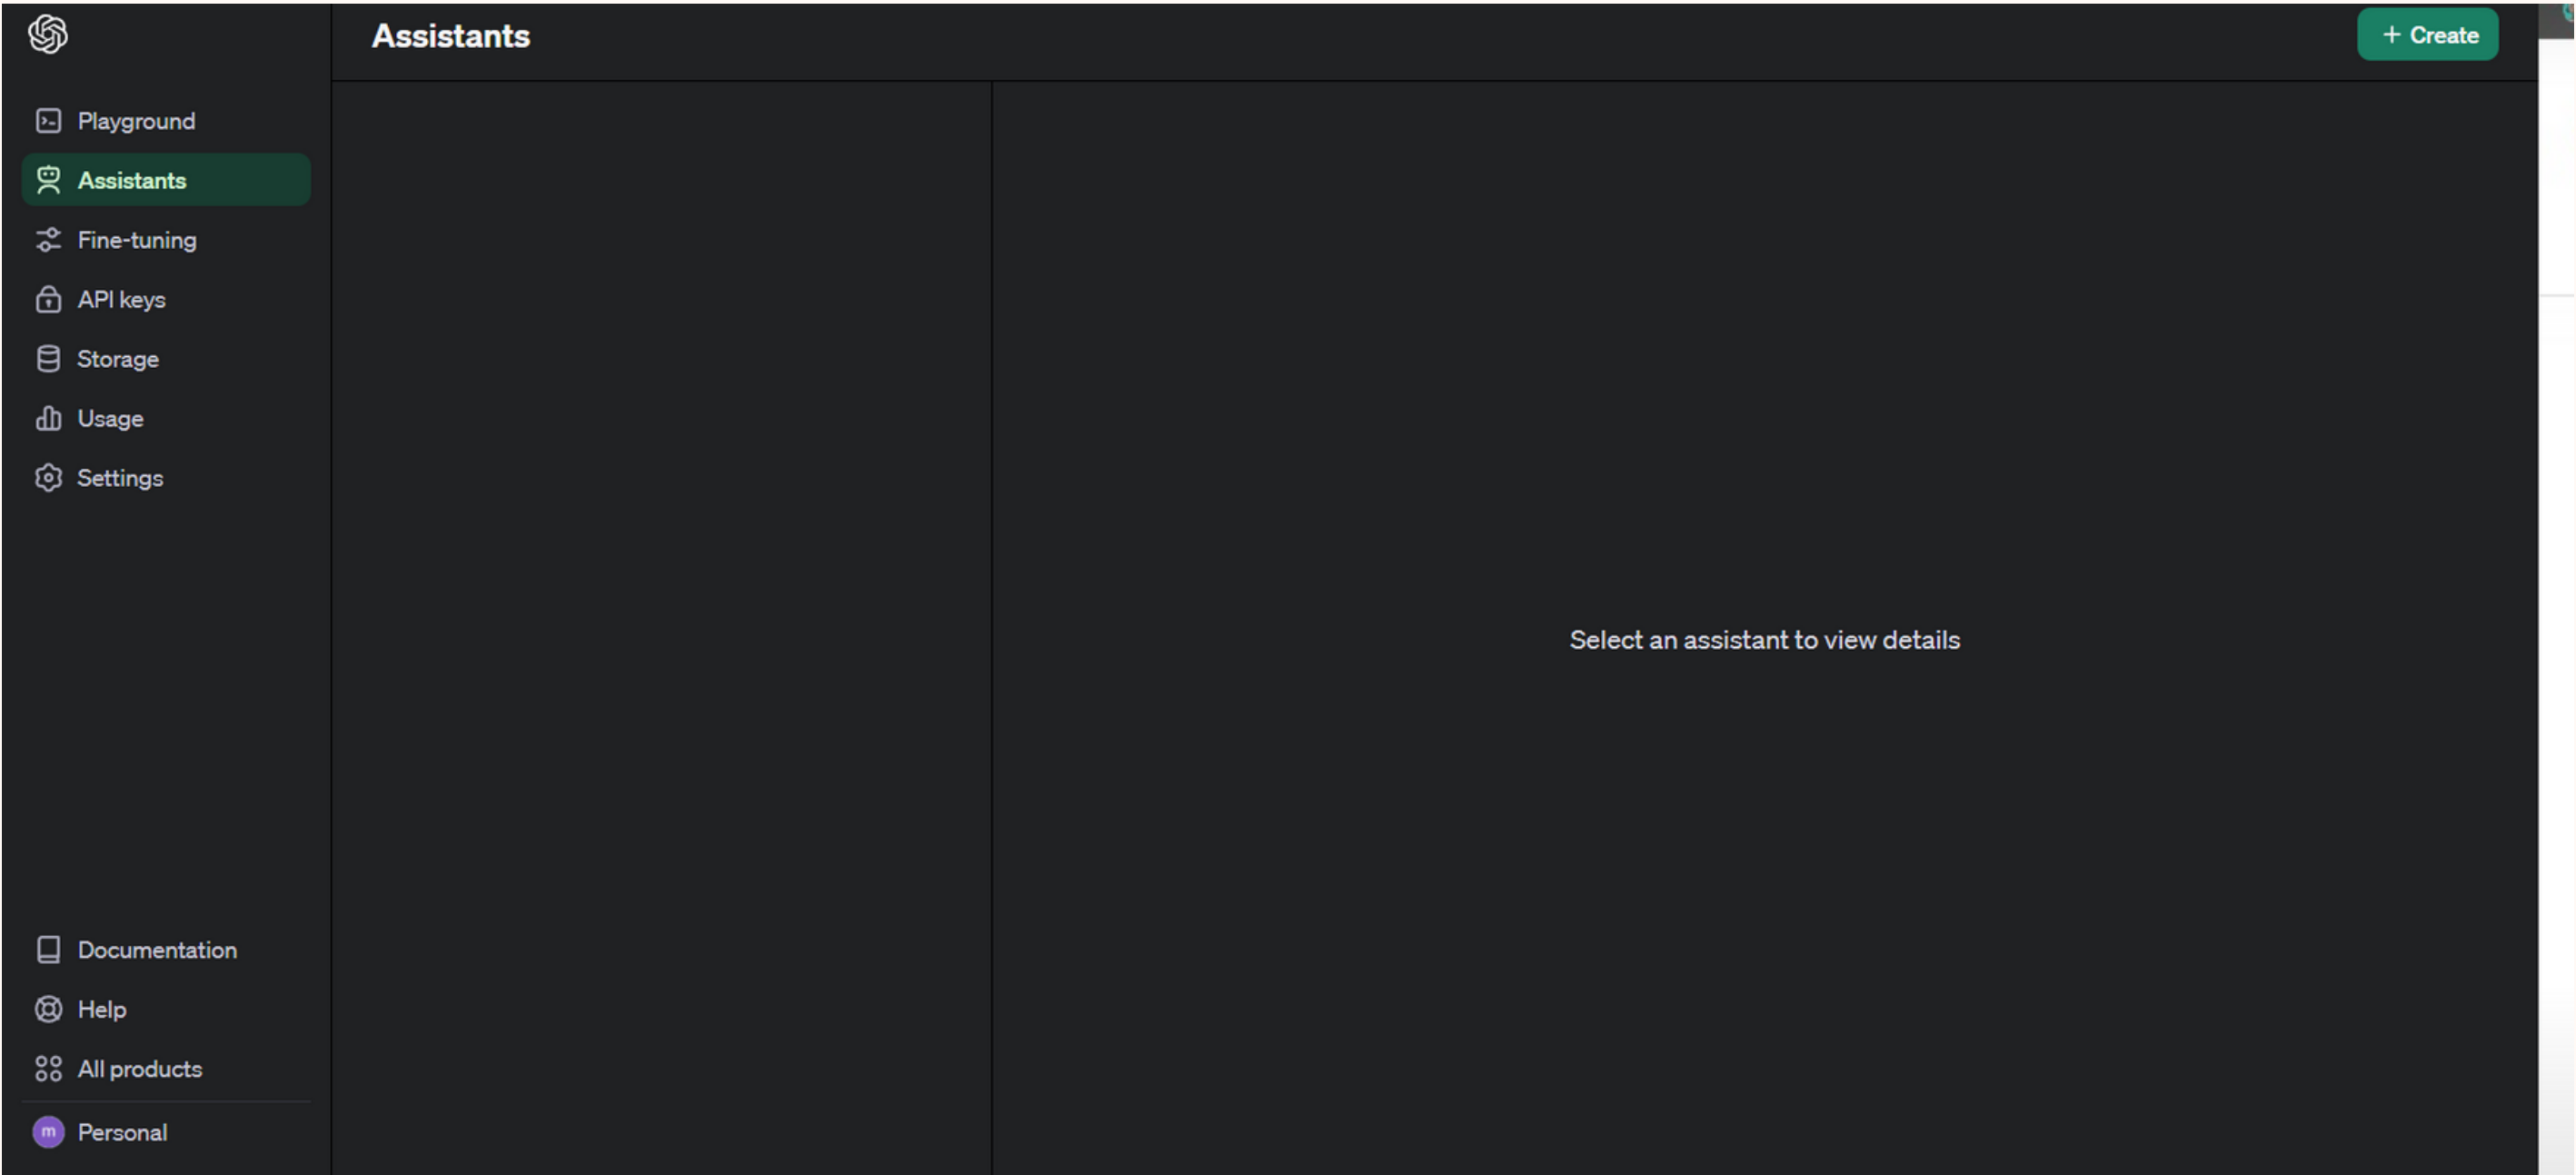 Assistants
+ Create
Playground
Assistants
Fine-tuning
API keys
Storage
Usage
Settings
Select an assistant to view details
Documentation
Help
All products
m
Personal